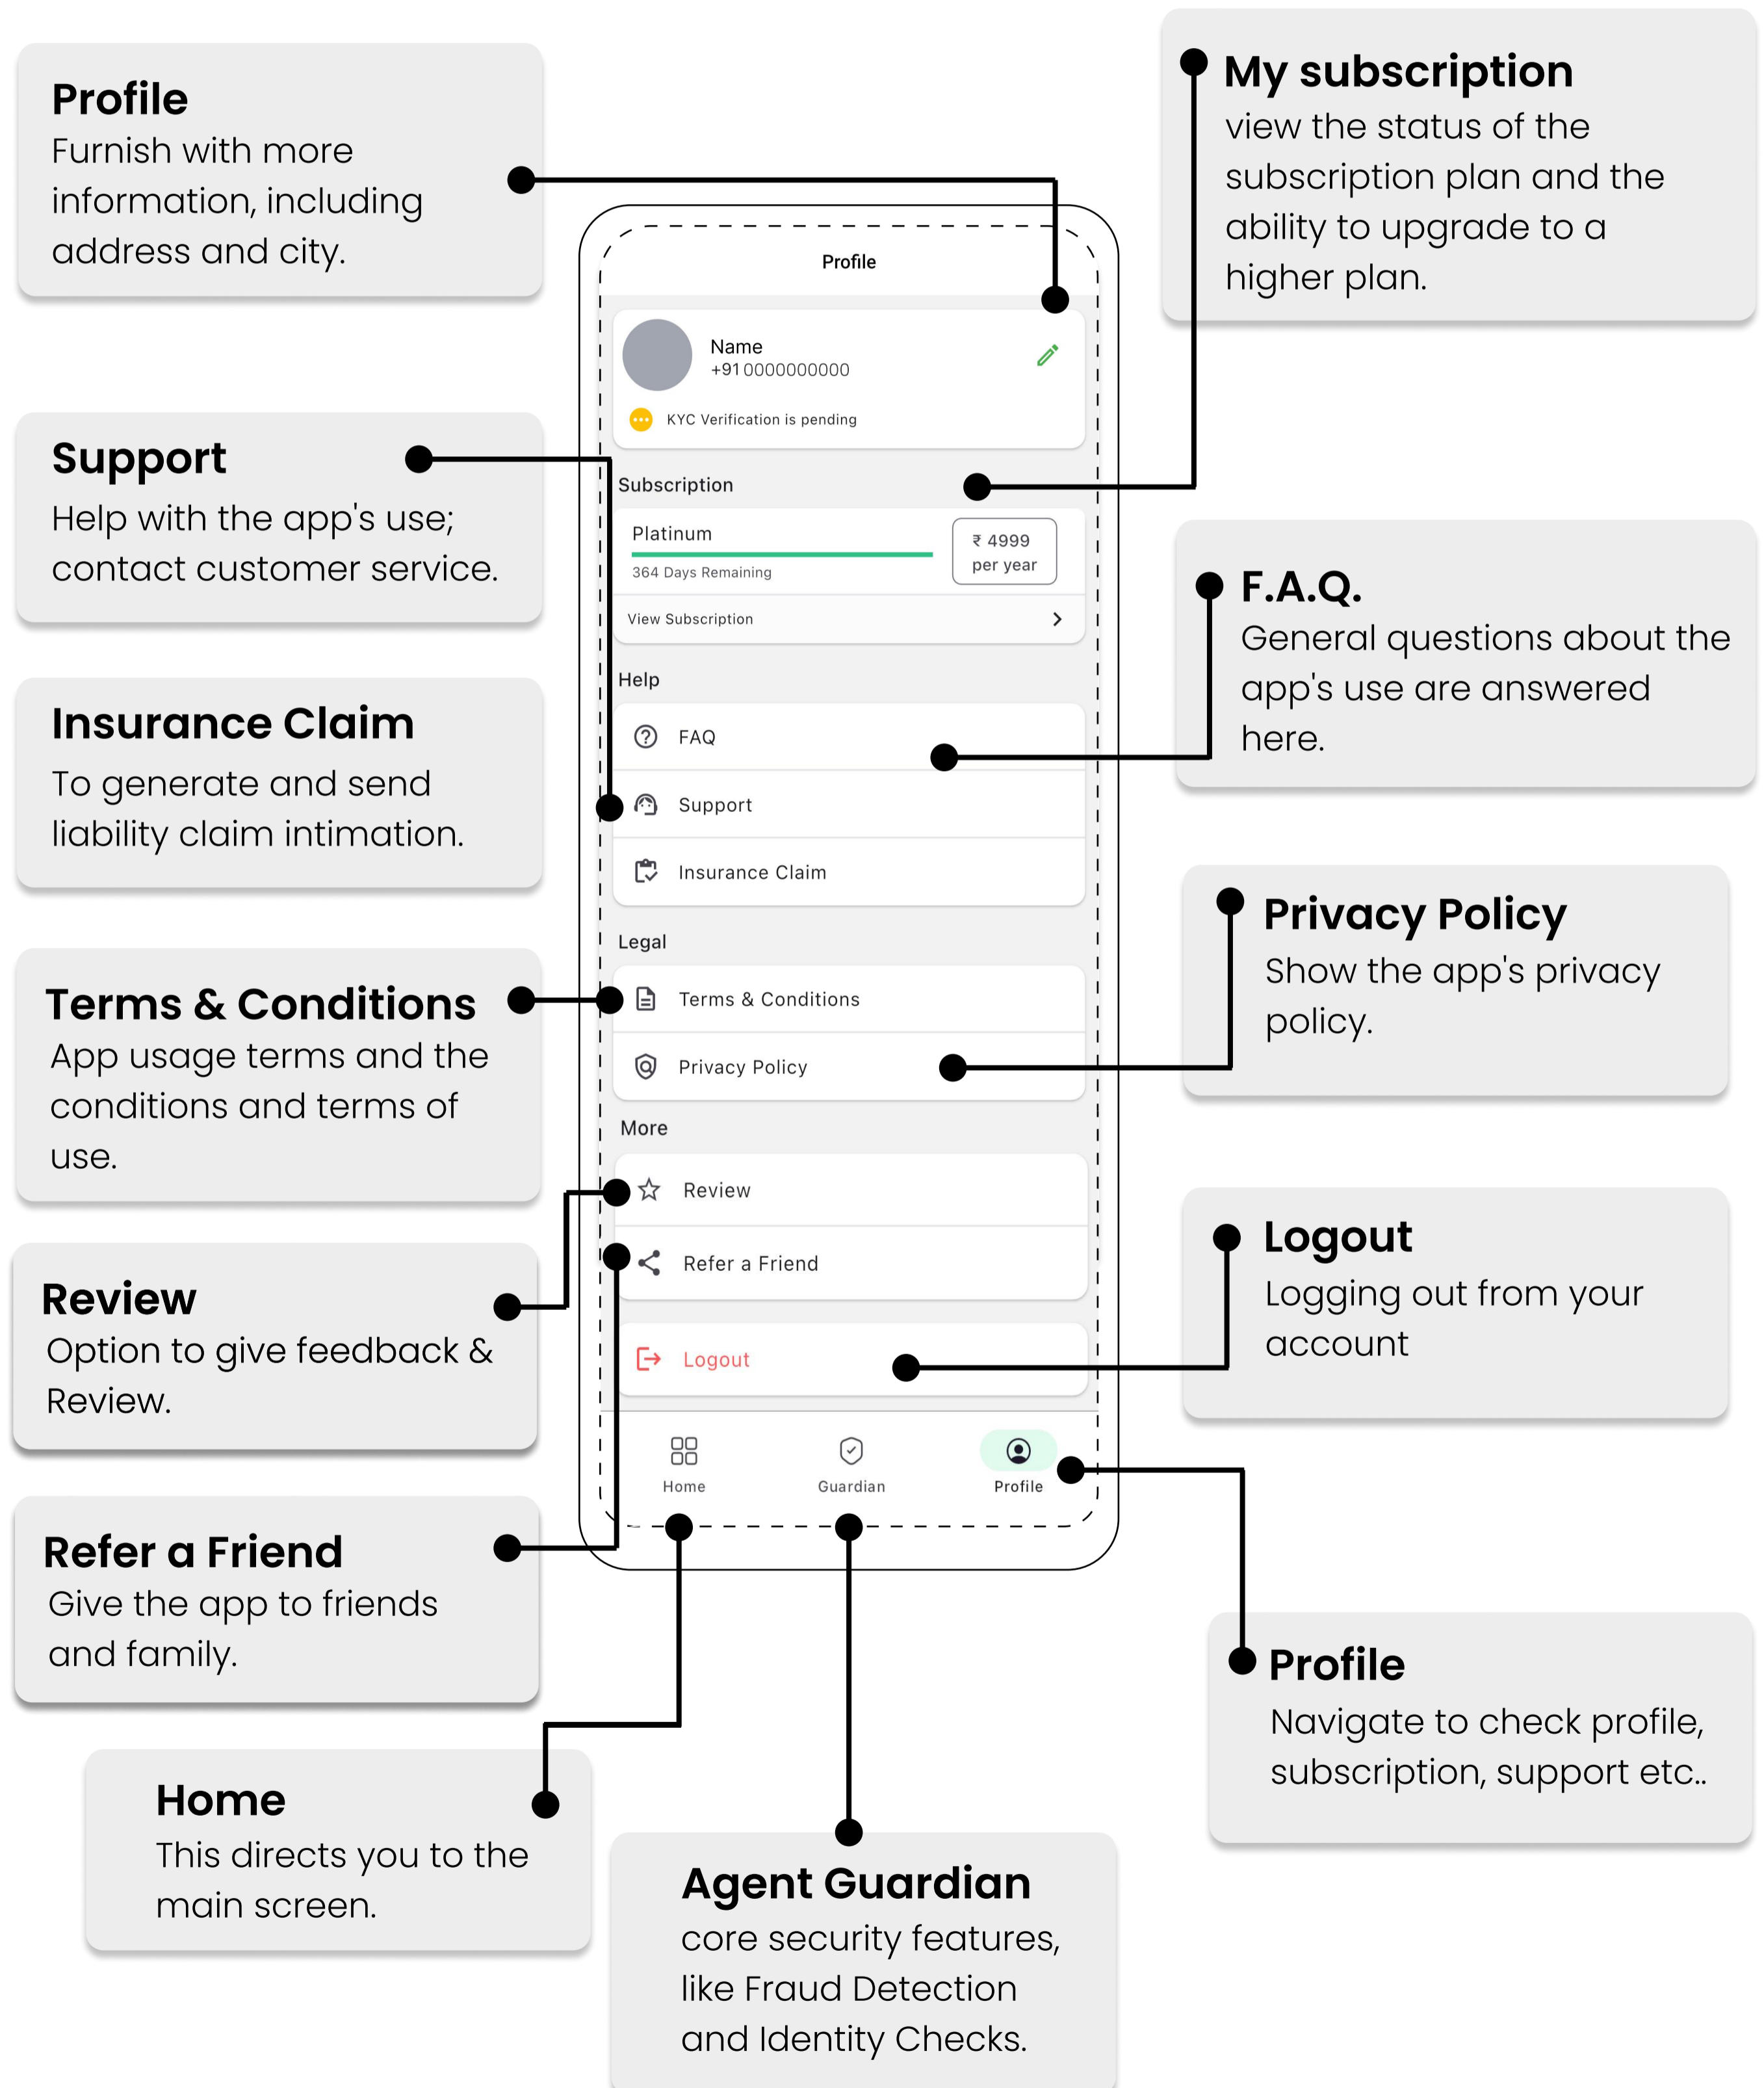 Profile
Furnish with more
information, including
address and city.
My subscription
view the status of the
subscription plan and the
ability to upgrade to a
higher plan.
Support
Help with the app's use;
contact customer service.
Insurance Claim
To generate and send
liability claim intimation.
Terms & Conditions
App usage terms and the
conditions and terms of
use.
Review
Option to give feedback &
Review.
Refer a Friend
Give the app to friends
and family.
Home
This directs you to the
main screen.
Profile
Name
+91 0000000000
KYC Verification is pending
Subscription
Platinum
364 Days Remaining
₹ 4999
per year
View Subscription
Help
FAQ
Support
Insurance Claim
Legal
Terms & Conditions
Privacy Policy
More
Review
Refer a Friend
Logout
Home
Guardian
Profile
F.A.Q.
General questions about the
app's use are answered
here.
Privacy Policy
Show the app's privacy
policy.
Logout
Logging out from your
account
Profile
Navigate to check profile,
subscription, support etc..
Agent Guardian
core security features,
like Fraud Detection
and Identity Checks.